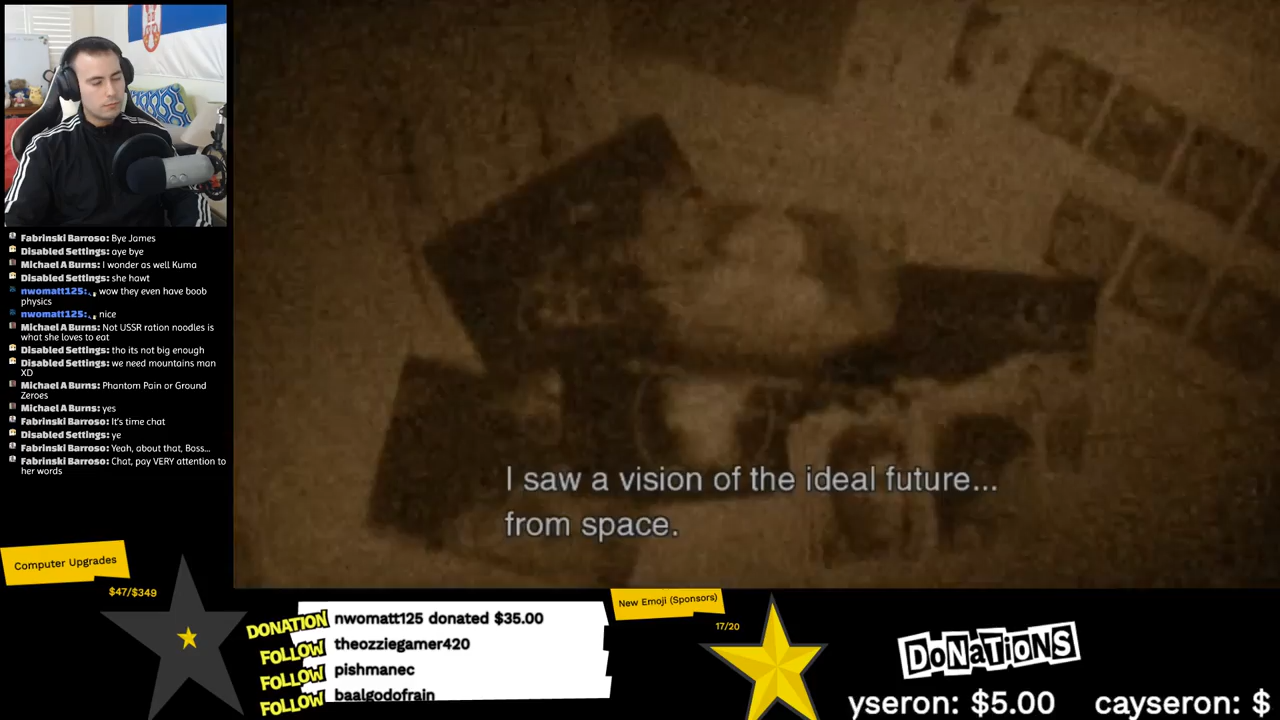 Fabrinski Barroso: Bye James
Disabled Settings: aye bye
Michael A Burns: I wonder as well Kuma
Disabled Settings: she hawt
nwomatt125: wow they even have boob
physics
nwomatt125: nice
Michael A Burns: Not USSR ration noodles is
what she loves to eat
Disabled Settings: tho its not big enough
Disabled Settings: we need mountains man
XD
Michael A Burns: Phantom Pain or Ground
Zeroes
Michael A Burns: yes
Fabrinski Barroso: It's time chat
Disabled Settings: ye
Fabrinski Barroso: Yeah, about that, Boss...
Fabrinski Barroso: Chat, pay VERY attention to
her words
I saw a vision of the ideal future...
from space.
Computer Upgrades
$47/$349
DONATION nwomatt125 donated $35.00
FOLLOW theozziegamer420
FOLLOW pishmanec
FOLLOW baalgodofrain
New Emoji (Sponsors)
17/20
DONATIONS
yseron: $5.00 cayseron: $